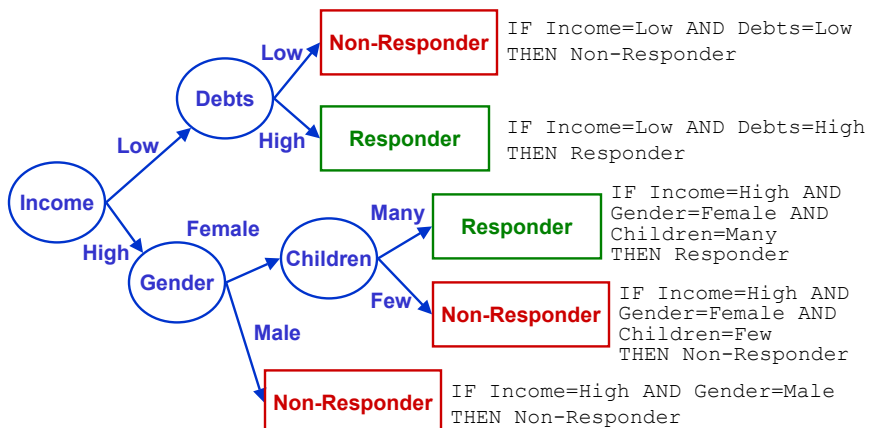 Non-Responder
IF Income=Low AND Debts=Low
THEN Non-Responder
Low
Debts
High
Responder
IF Income=Low AND Debts=High
THEN Responder
Low
Income
High
Female
Gender
Children
Many
Responder
IF Income=High AND
Gender=Female AND
Children=Many
THEN Responder
Few
Non-Responder
IF Income=High AND
Gender=Female AND
Children=Few
THEN Non-Responder
Male
Non-Responder
IF Income=High AND Gender=Male
THEN Non-Responder